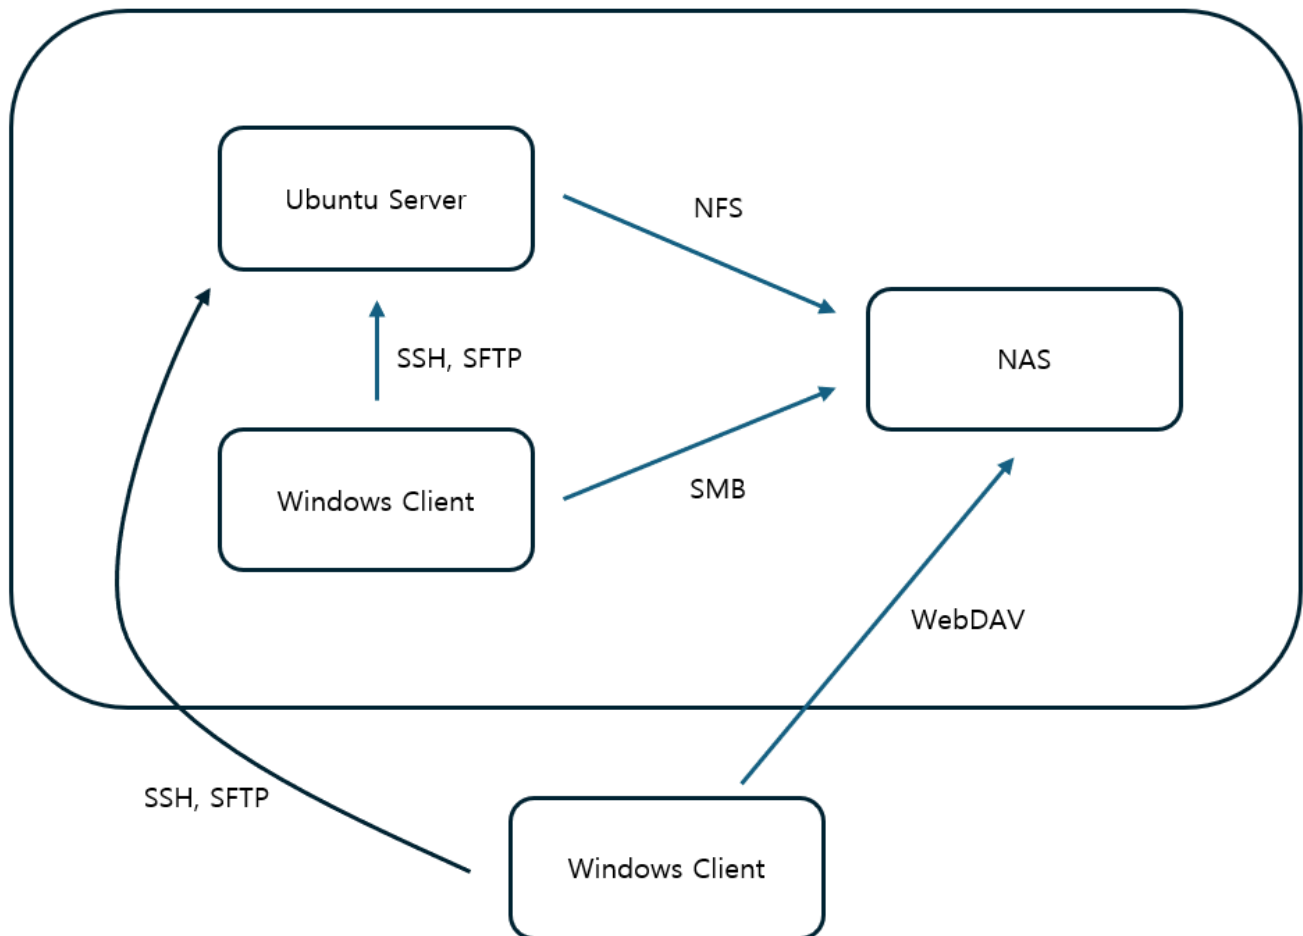 Ubuntu Server
NFS
NAS
SSH, SFTP
Windows Client
SMB
WebDAV
SSH, SFTP
Windows Client